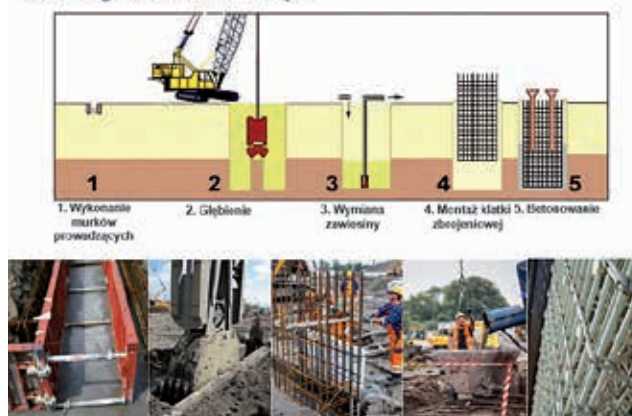 1 2 3 4 5
1. Wykonanie murków prowadzących
2. Głębienie
3. Wymiana zawiesiny
4. Montaż klatki zbrojeniowej
5. Betonowanie